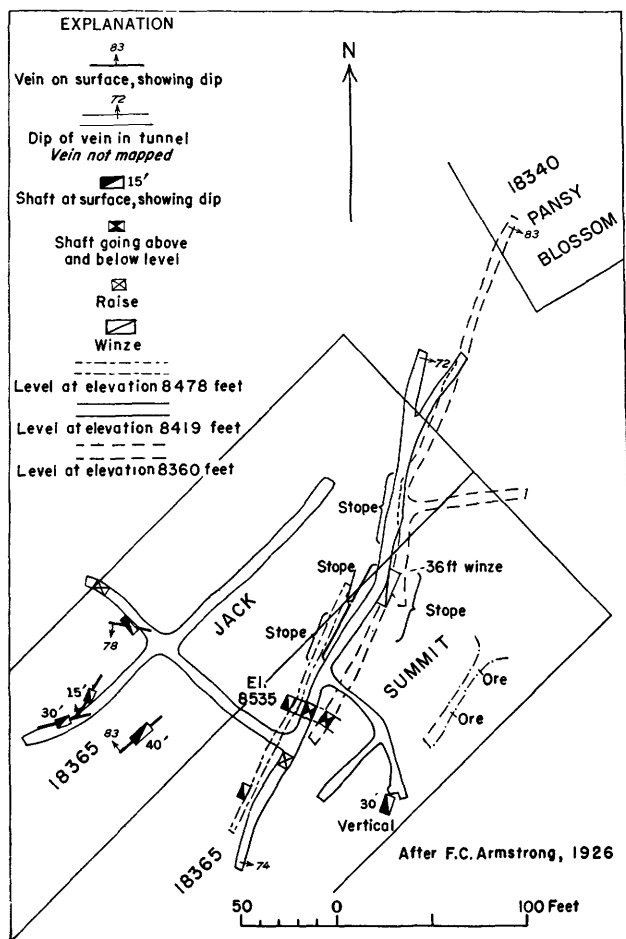 EXPLANATION
83
Vein on surface, showing dip
72
Dip of vein in tunnel
Vein not mapped
15'
Shaft at surface, showing dip
Shaft going above
and below level
Raise
Winze
Level at elevation 8478 feet
Level at elevation 8419 feet
Level at elevation 8360 feet
N
18340
PANSY
BLOSSOM
83
72
Stope
1
Stope
36 ft winze
Stope
Stope
JACK
SUMMIT
El.
8535
Ore
Ore
78
15'
30'
83
40'
18365
18365
30'
Vertical
74
After F.C. Armstrong, 1926
50 0 100 Feet